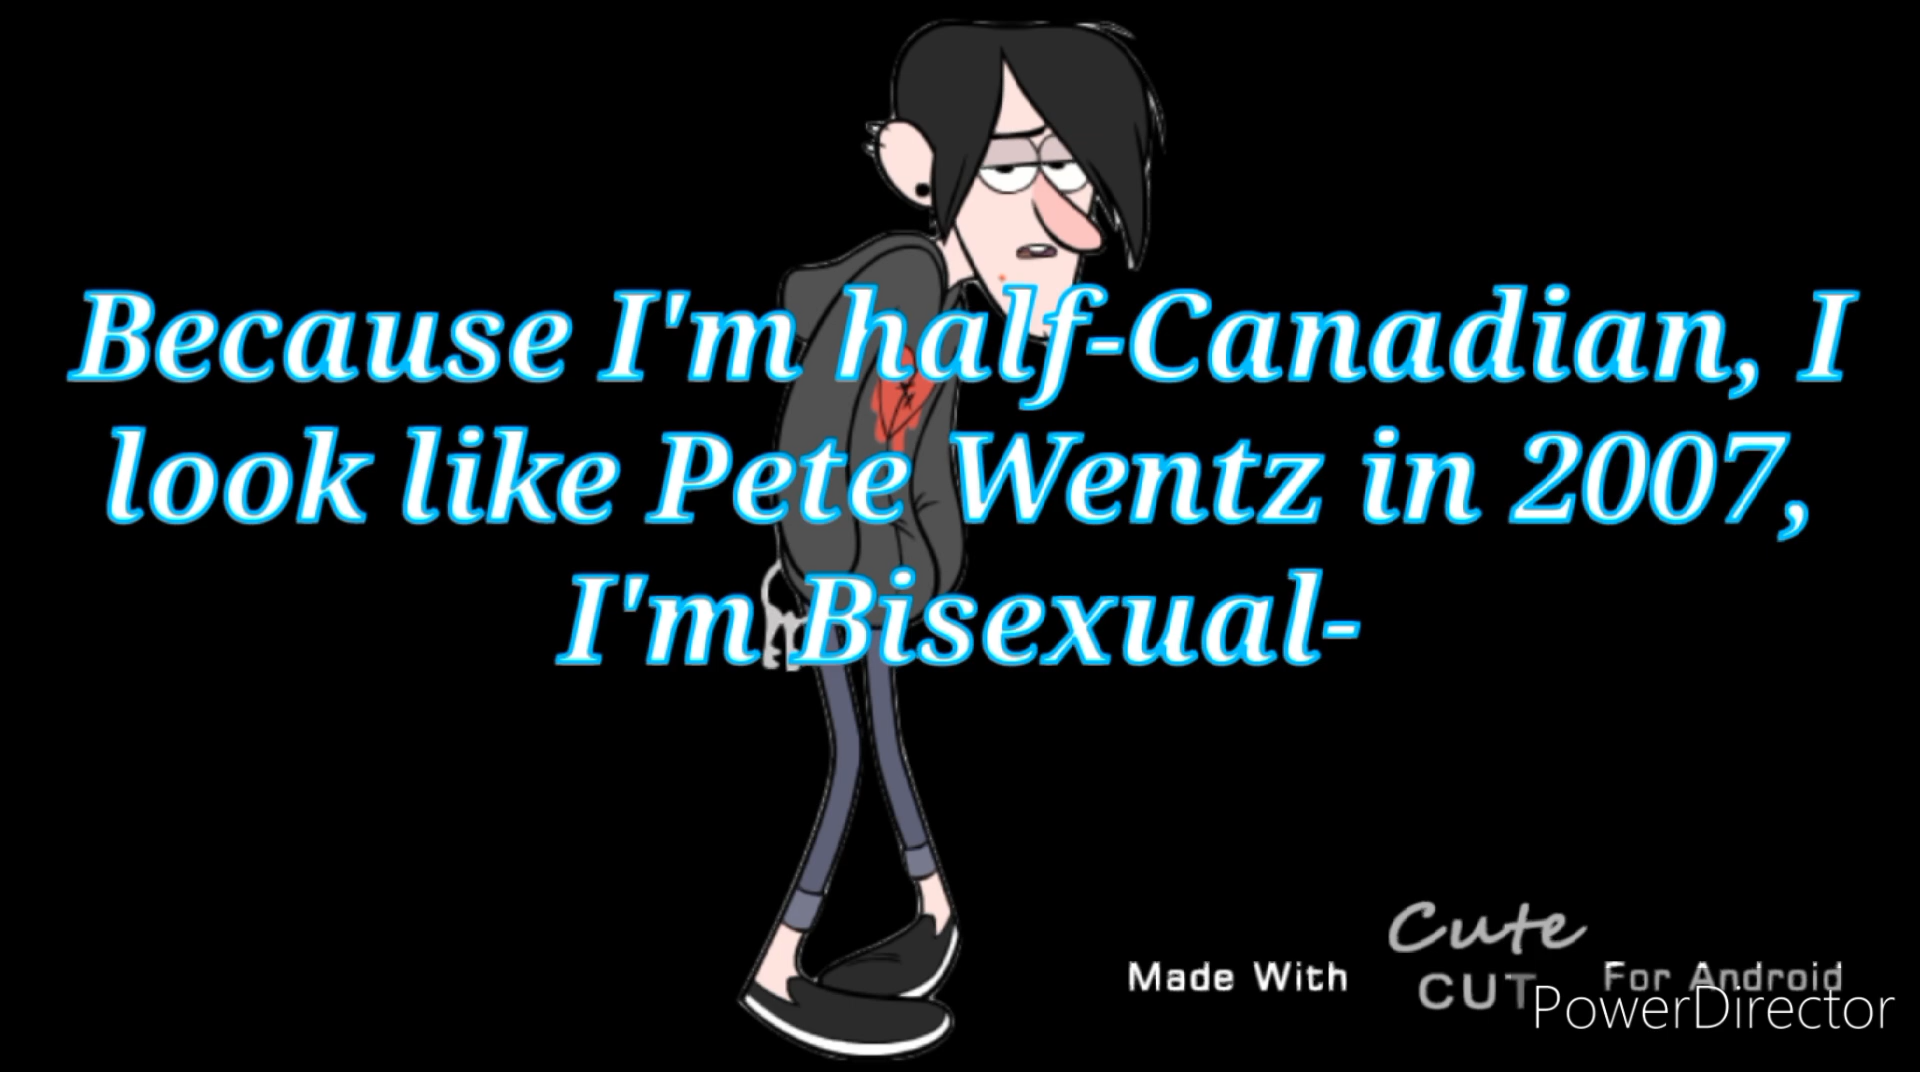 Because I'm half-Canadian, I
look like Pete Wentz in 2007,
I'm Bisexual-
Cute
Made With CUT For Android
PowerDirector